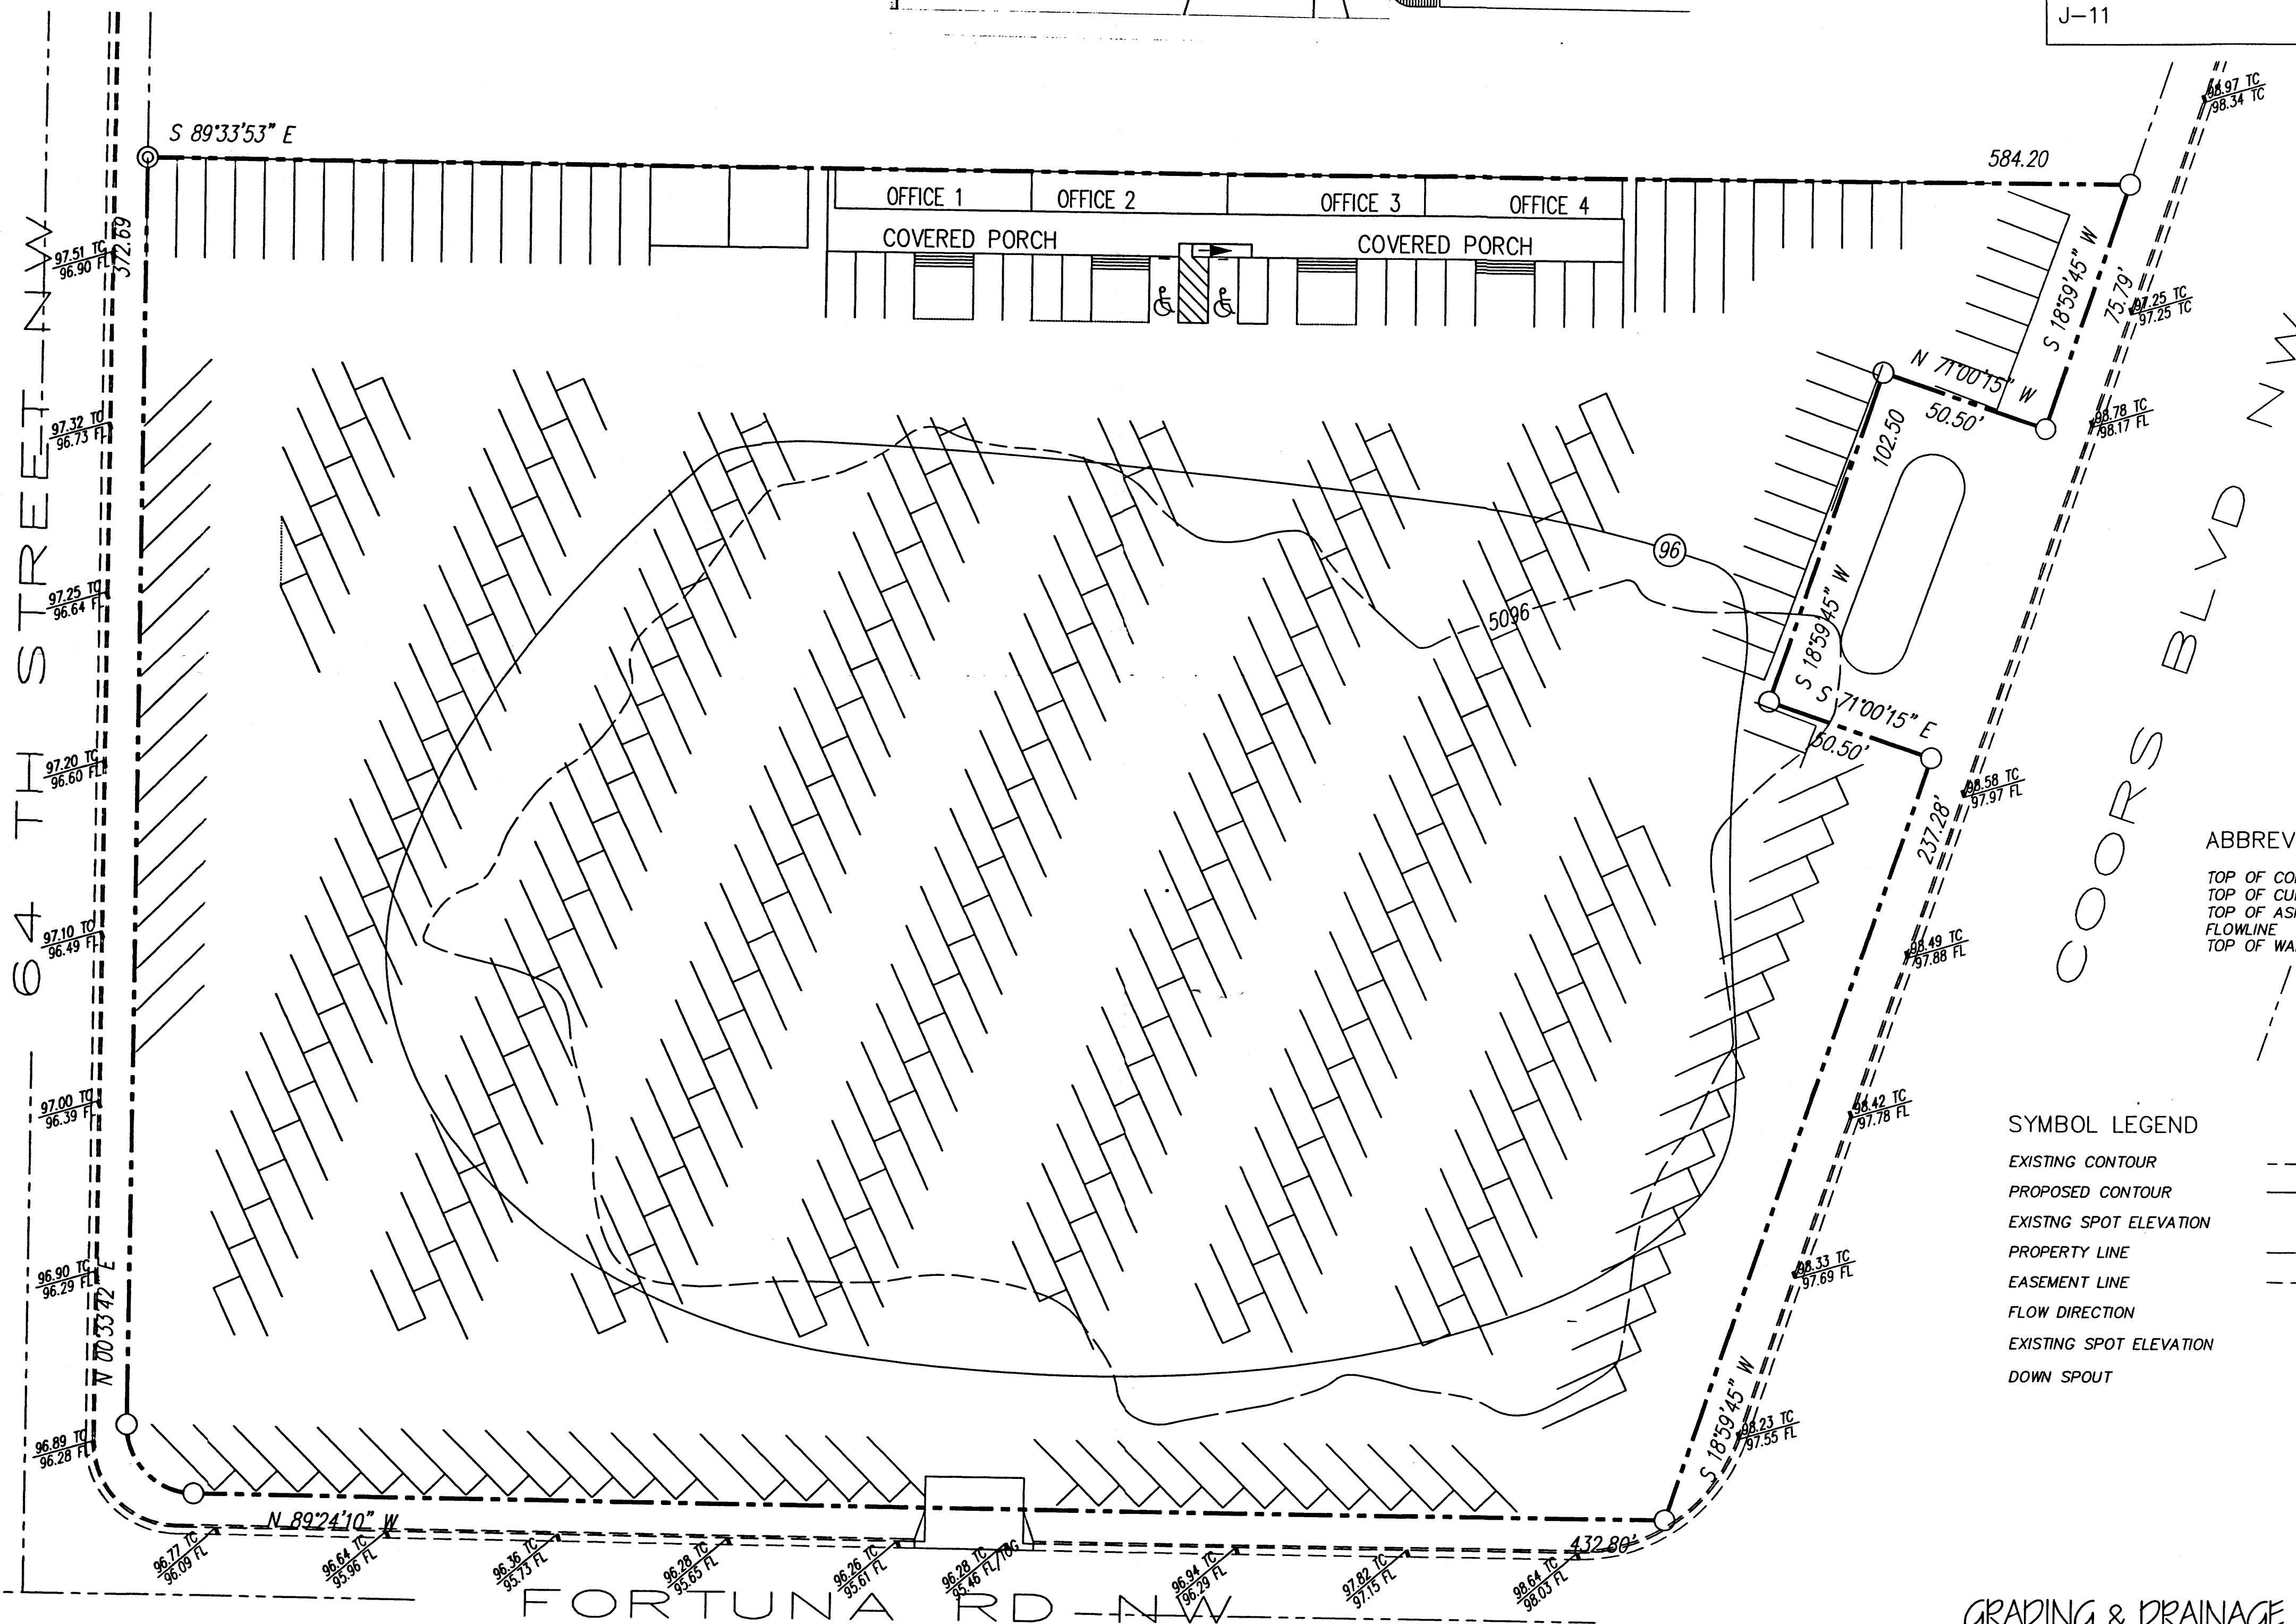 J-11
S 89°33'53" E
584.20
98.97 TC
98.34 TC
OFFICE 1
OFFICE 2
OFFICE 3
OFFICE 4
COVERED PORCH
COVERED PORCH
372.69
64 TH STREET NW
97.51 TC
96.90 FL
97.32 TC
96.73 FL
97.25 TC
96.64 FL
97.20 TC
96.60 FL
97.10 TC
96.49 FL
97.00 TC
96.39 FL
96.90 TC
96.29 FL
96.89 TC
96.28 FL
N 00°33'42" E
S 18°59'45" W
75.79'
97.25 TC
97.25 TC
N 71°00'15" W
50.50'
98.78 TC
98.17 FL
102.50
S 18°59'45" W
96
5096
S 71°00'15" E
50.50'
98.58 TC
97.97 FL
237.28'
98.49 TC
97.88 FL
98.42 TC
97.78 FL
98.33 TC
97.69 FL
98.23 TC
97.55 FL
S 18°59'45" W
COORS BLVD NW
ABBREV
TOP OF CO
TOP OF CU
TOP OF AS
FLOWLINE
TOP OF WA
SYMBOL LEGEND
EXISTING CONTOUR
PROPOSED CONTOUR
EXISTNG SPOT ELEVATION
PROPERTY LINE
EASEMENT LINE
FLOW DIRECTION
EXISTING SPOT ELEVATION
DOWN SPOUT
N 89°24'10" W
432.80'
96.77 TC
96.09 FL
96.64 TC
95.96 FL
96.36 TC
95.73 FL
96.28 TC
95.65 FL
96.26 TC
95.61 FL
96.28 TC
95.46 FL/TBG
96.94 TC
96.29 FL
97.82 TC
97.15 FL
98.64 TC
98.03 FL
FORTUNA RD NW
GRADING & DRAINAGE